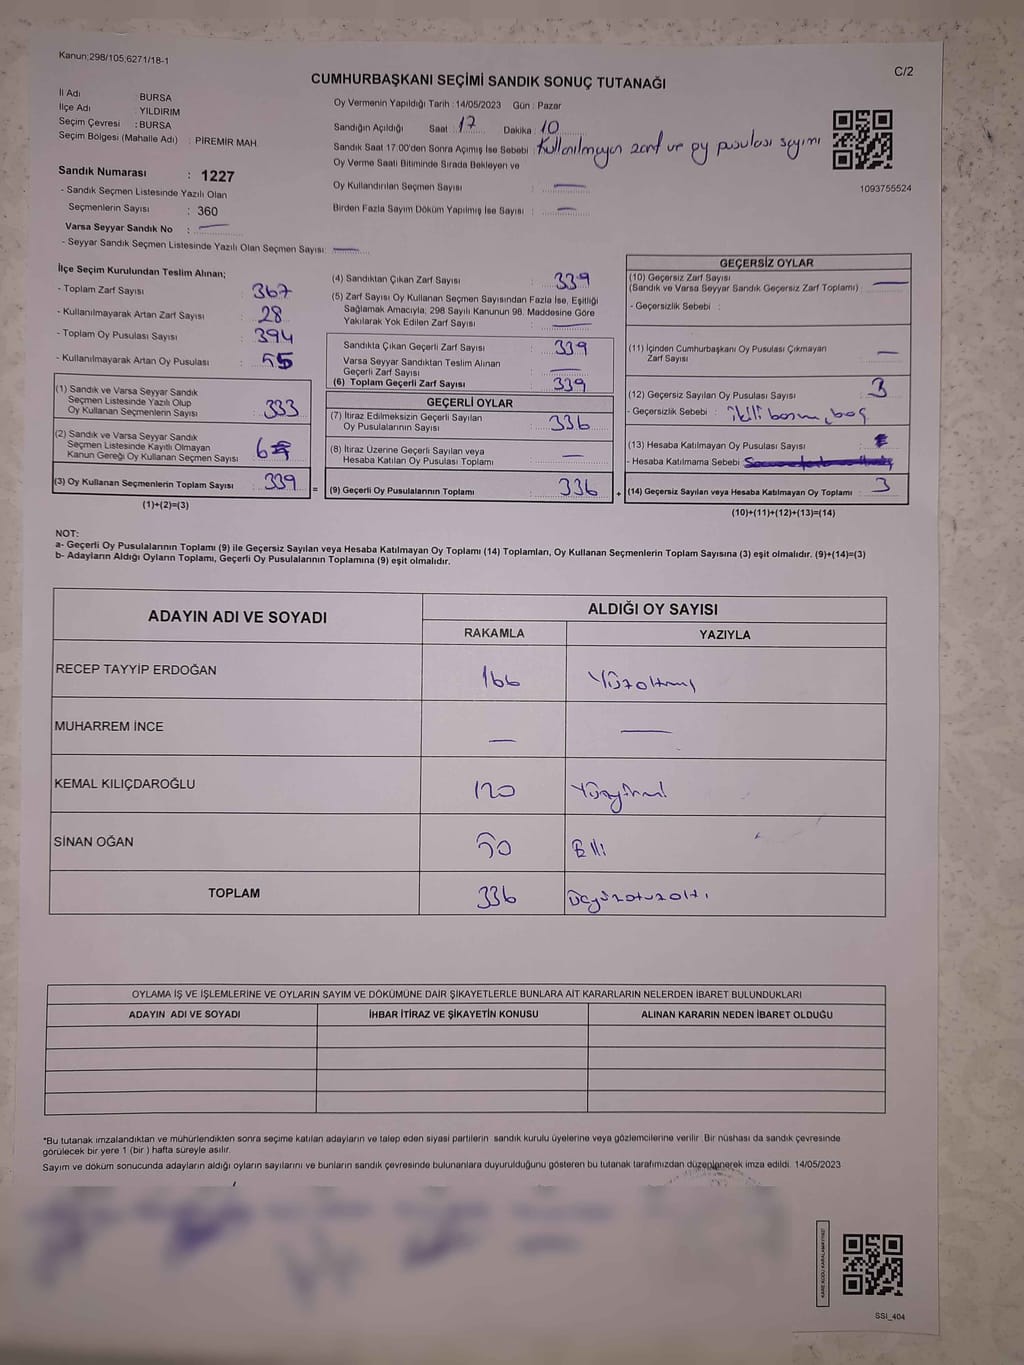 Kanun;298/105,6271/18-1
C/2
CUMHURBAŞKANI SEÇİMİ SANDIK SONUÇ TUTANAĞI
İl Adı : BURSA
İlçe Adı : YILDIRIM
Seçim Çevresi : BURSA
Seçim Bölgesi (Mahalle Adı) : PİREMİR MAH.
Sandık Numarası : 1227
- Sandık Seçmen Listesinde Yazılı Olan
Seçmenlerin Sayısı : 360
Varsa Seyyar Sandık No : —
- Seyyar Sandık Seçmen Listesinde Yazılı Olan Seçmen Sayısı: —
Oy Vermenin Yapıldığı Tarih :14/05/2023 Gün : Pazar
Sandığın Açıldığı Saat : 17 Dakika : 10
Sandık Saat 17:00'den Sonra Açımış İse Sebebi : Kullanılmayan zarf ve oy pusulası sayımı
Oy Verme Saati Bitiminde Sırada Bekleyen ve
Oy Kullandırılan Seçmen Sayısı : —
Birden Fazla Sayım Döküm Yapılmış İse Sayısı : —
1093755524
İlçe Seçim Kurulundan Teslim Alınan;
- Toplam Zarf Sayısı : 367
- Kullanılmayarak Artan Zarf Sayısı : 28
- Toplam Oy Pusulası Sayısı : 394
- Kullanılmayarak Artan Oy Pusulası : 55
(1) Sandık ve Varsa Seyyar Sandık
Seçmen Listesinde Yazılı Olup
Oy Kullanan Seçmenlerin Sayısı : 333
(2) Sandık ve Varsa Seyyar Sandık
Seçmen Listesinde Kayıtlı Olmayan
Kanun Gereği Oy Kullanan Seçmen Sayısı : 6
(3) Oy Kullanan Seçmenlerin Toplam Sayısı : 339 =
(1)+(2)=(3)
(4) Sandıktan Çıkan Zarf Sayısı : 339
(5) Zarf Sayısı Oy Kullanan Seçmen Sayısından Fazla İse, Eşitliği
Sağlamak Amacıyla; 298 Sayılı Kanunun 98. Maddesine Göre
Yakılarak Yok Edilen Zarf Sayısı : —
Sandıkta Çıkan Geçerli Zarf Sayısı : 339
Varsa Seyyar Sandıktan Teslim Alınan
Geçerli Zarf Sayısı : —
(6) Toplam Geçerli Zarf Sayısı : 339
GEÇERLİ OYLAR
(7) İtiraz Edilmeksizin Geçerli Sayılan
Oy Pusulalarının Sayısı : 336
(8) İtiraz Üzerine Geçerli Sayılan veya
Hesaba Katılan Oy Pusulası Toplamı : —
(9) Geçerli Oy Pusulalarının Toplamı : 336 +
GEÇERSİZ OYLAR
(10) Geçersiz Zarf Sayısı
(Sandık ve Varsa Seyyar Sandık Geçersiz Zarf Toplamı) : —
- Geçersizlik Sebebi :
(11) İçinden Cumhurbaşkanı Oy Pusulası Çıkmayan
Zarf Sayısı : —
(12) Geçersiz Sayılan Oy Pusulası Sayısı : 3
- Geçersizlik Sebebi : ikili basım, boş
(13) Hesaba Katılmayan Oy Pusulası Sayısı :
- Hesaba Katılmama Sebebi
(14) Geçersiz Sayılan veya Hesaba Katılmayan Oy Toplamı : 3
(10)+(11)+(12)+(13)=(14)
NOT:
a- Geçerli Oy Pusulalarının Toplamı (9) ile Geçersiz Sayılan veya Hesaba Katılmayan Oy Toplamı (14) Toplamları, Oy Kullanan Seçmenlerin Toplam Sayısına (3) eşit olmalıdır. (9)+(14)=(3)
b- Adayların Aldığı Oyların Toplamı, Geçerli Oy Pusulalarının Toplamına (9) eşit olmalıdır.
ADAYIN ADI VE SOYADI ALDIĞI OY SAYISI
RAKAMLA YAZIYLA
RECEP TAYYİP ERDOĞAN 166 Yüzaltmış
MUHARREM İNCE — —
KEMAL KILIÇDAROĞLU 120 Yüzyirmi
SİNAN OĞAN 50 Elli
TOPLAM 336 Üçyüzotuzaltı
OYLAMA İŞ VE İŞLEMLERİNE VE OYLARIN SAYIM VE DÖKÜMÜNE DAİR ŞİKAYETLERLE BUNLARA AİT KARARLARIN NELERDEN İBARET BULUNDUKLARI
ADAYIN ADI VE SOYADI İHBAR İTİRAZ VE ŞİKAYETİN KONUSU ALINAN KARARIN NEDEN İBARET OLDUĞU
*Bu tutanak imzalandıktan ve mühürlendikten sonra seçime katılan adayların ve talep eden siyasi partilerin sandık kurulu üyelerine veya gözlemcilerine verilir. Bir nüshası da sandık çevresinde
görülecek bir yere 1 (bir ) hafta süreyle asılır.
Sayım ve döküm sonucunda adayların aldığı oyların sayılarını ve bunların sandık çevresinde bulunanlara duyurulduğunu gösteren bu tutanak tarafımızdan düzenlenerek imza edildi. 14/05/2023
KARE KODU KARALAMAYINIZ!
SSI_404